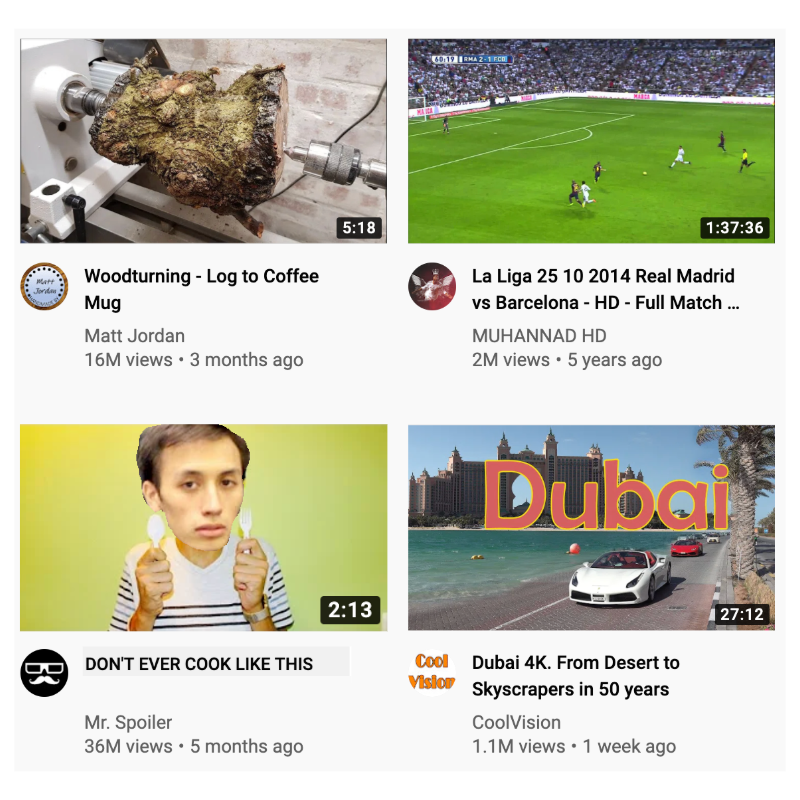 60:19 RMA 2-1 FCB
MARCA
MARCA
MARCA
5:18
1:37:36
Matt
Jordan
Woodturning - Log to Coffee
Mug
Matt Jordan
16M views • 3 months ago
La Liga 25 10 2014 Real Madrid
vs Barcelona - HD - Full Match ...
MUHANNAD HD
2M views • 5 years ago
2:13
Dubai
27:12
DON'T EVER COOK LIKE THIS
Mr. Spoiler
36M views • 5 months ago
Cool
Vision
Dubai 4K. From Desert to
Skyscrapers in 50 years
CoolVision
1.1M views • 1 week ago